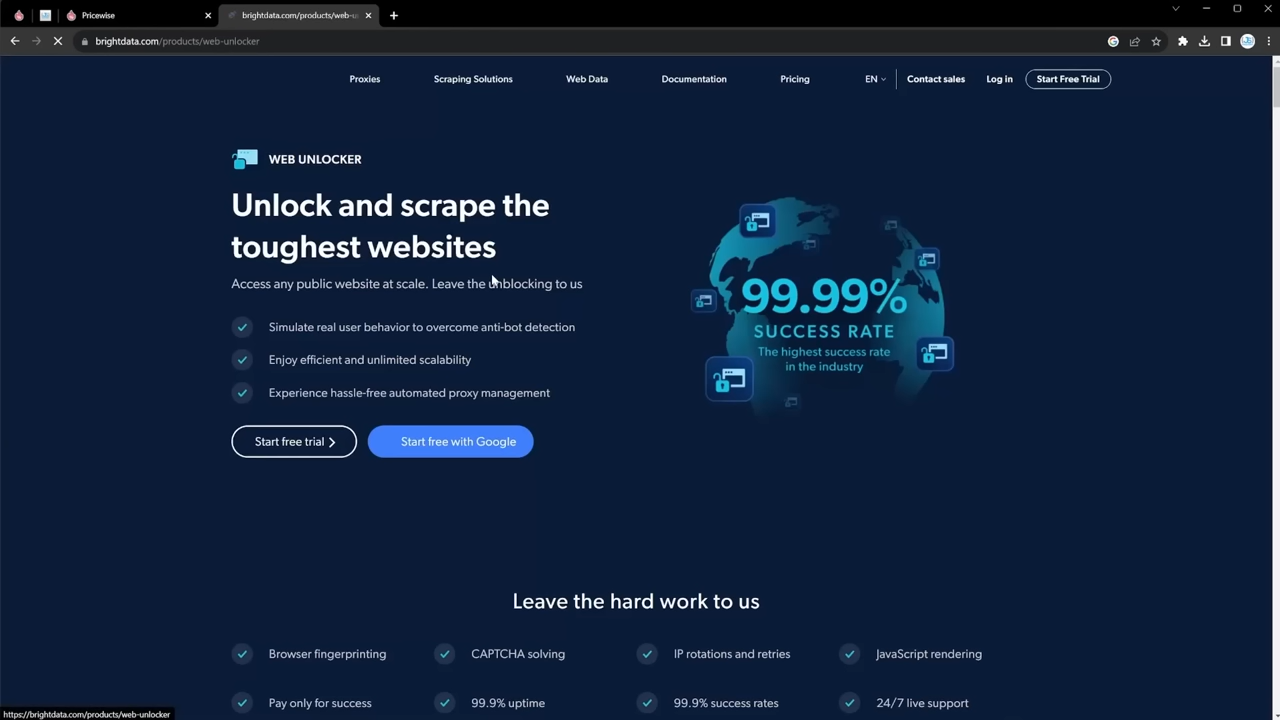 Pricewise
brightdata.com/products/web-u
brightdata.com/products/web-unlocker
Proxies
Scraping Solutions
Web Data
Documentation
Pricing
EN
Contact sales
Log in
Start Free Trial
WEB UNLOCKER
Unlock and scrape the
toughest websites
Access any public website at scale. Leave the unblocking to us
Simulate real user behavior to overcome anti-bot detection
Enjoy efficient and unlimited scalability
Experience hassle-free automated proxy management
Start free trial
Start free with Google
99.99%
SUCCESS RATE
The highest success rate
in the industry
Leave the hard work to us
Browser fingerprinting
CAPTCHA solving
IP rotations and retries
JavaScript rendering
Pay only for success
99.9% uptime
99.9% success rates
24/7 live support
https://brightdata.com/products/web-unlocker